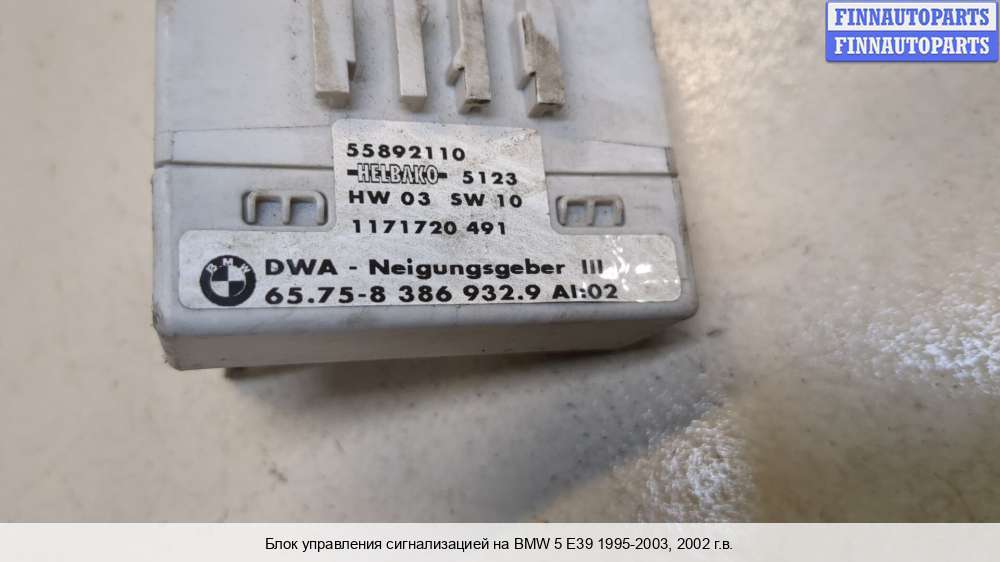 FINNAUTOPARTS
FINNAUTOPARTS
55892110
HELBAKO 5123
HW 03 SW 10
1171720 491
BMW
DWA - Neigungsgeber III
65.75-8 386 932.9 AI:02
Блок управления сигнализацией на BMW 5 E39 1995-2003, 2002 г.в.